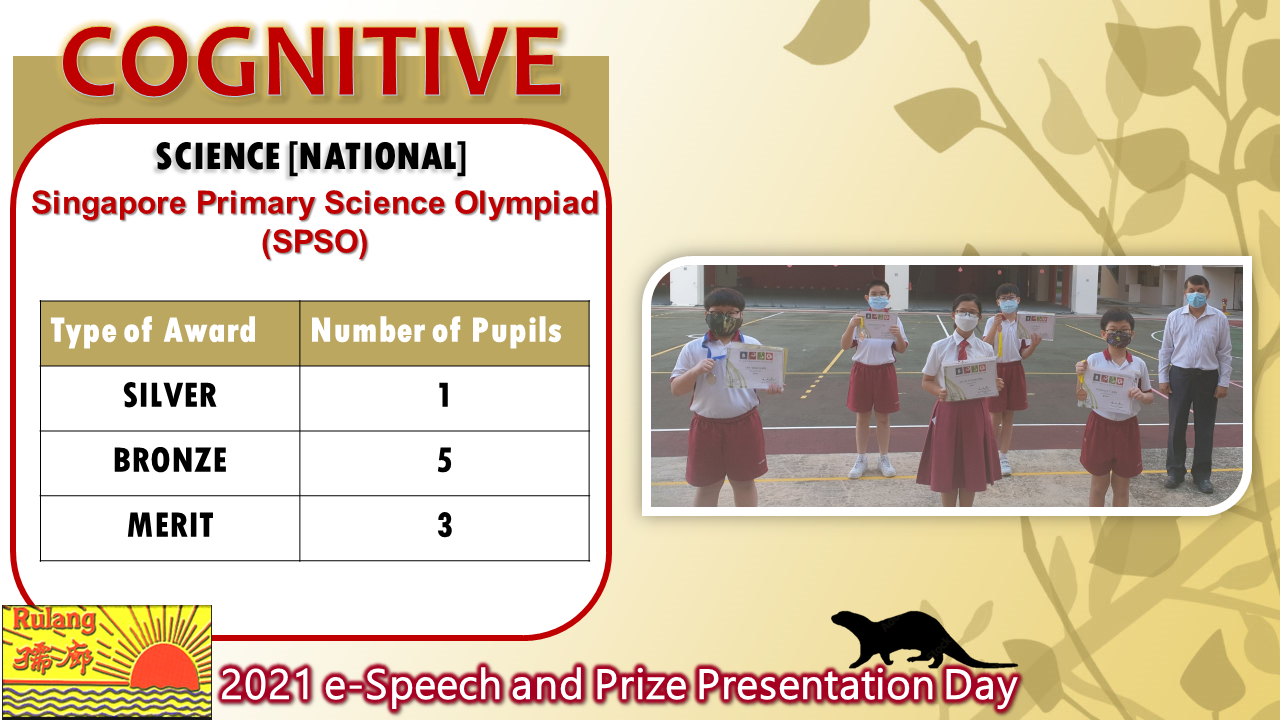 COGNITIVE
SCIENCE [NATIONAL]
Singapore Primary Science Olympiad
(SPSO)
Type of Award Number of Pupils
SILVER 1
BRONZE 5
MERIT 3
Rulang
孺廊
2021 e-Speech and Prize Presentation Day